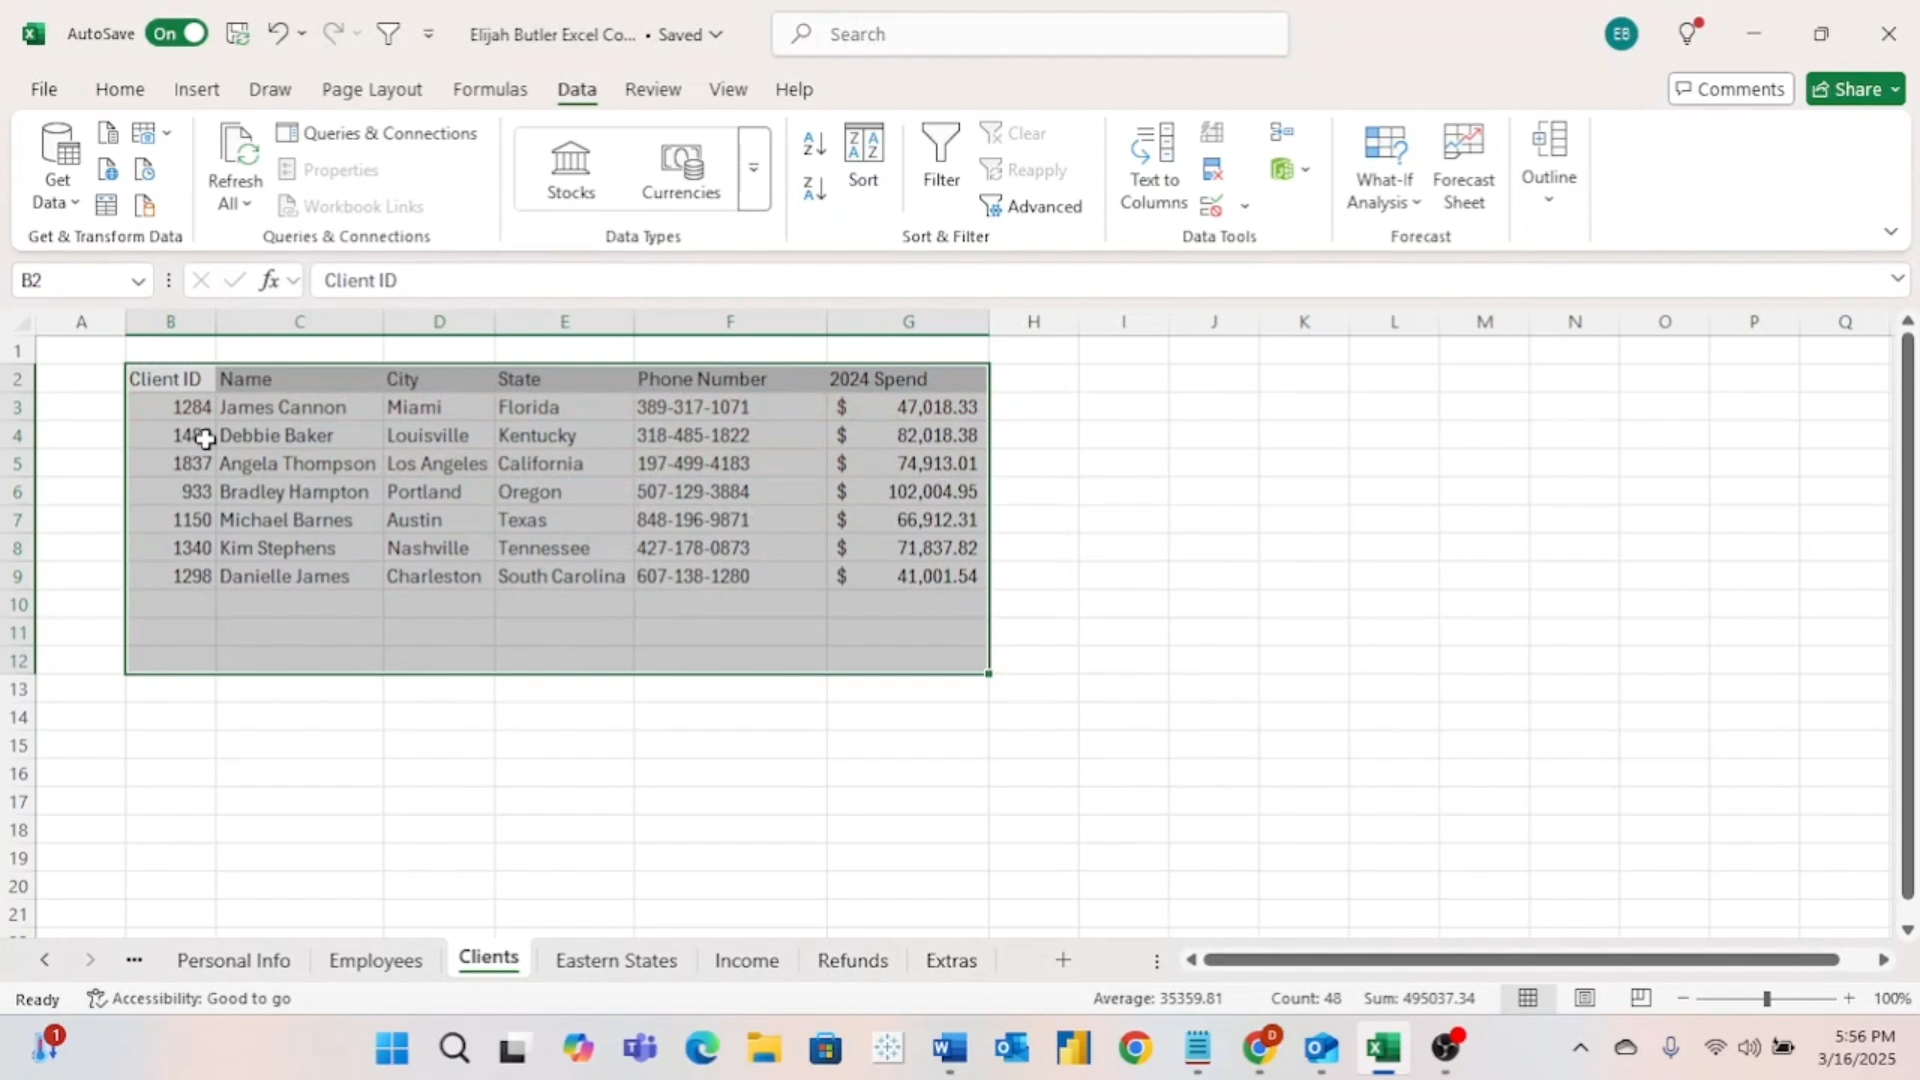 AutoSave On Elijah Butler Excel Co... • Saved Search EB
File Home Insert Draw Page Layout Formulas Data Review View Help Comments Share
Get Data Refresh All Queries & Connections Properties Workbook Links Stocks Currencies Sort Filter Clear Reapply Advanced Text to Columns What-If Analysis Forecast Sheet Outline
Get & Transform Data Queries & Connections Data Types Sort & Filter Data Tools Forecast
B2 fx Client ID
A B C D E F G H I J K L M N O P Q
1
2 Client ID Name City State Phone Number 2024 Spend
3 1284 James Cannon Miami Florida 389-317-1071 $ 47,018.33
4 Debbie Baker Louisville Kentucky 318-485-1822 $ 82,018.38
5 1837 Angela Thompson Los Angeles California 197-499-4183 $ 74,913.01
6 933 Bradley Hampton Portland Oregon 507-129-3884 $ 102,004.95
7 1150 Michael Barnes Austin Texas 848-196-9871 $ 66,912.31
8 1340 Kim Stephens Nashville Tennessee 427-178-0873 $ 71,837.82
9 1298 Danielle James Charleston South Carolina 607-138-1280 $ 41,001.54
10
11
12
13
14
15
16
17
18
19
20
21
Personal Info Employees Clients Eastern States Income Refunds Extras
Ready Accessibility: Good to go Average: 35359.81 Count: 48 Sum: 495037.34 100%
1 D 5:56 PM
3/16/2025